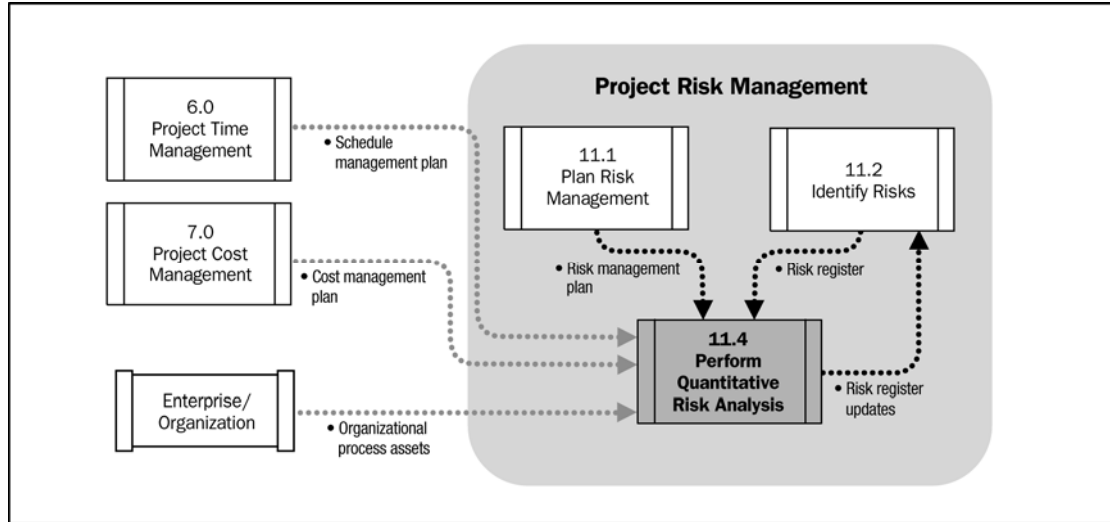 Project Risk Management
6.0
Project Time
Management
• Schedule
management plan
11.1
Plan Risk
Management
11.2
Identify Risks
7.0
Project Cost
Management
• Cost management
plan
• Risk management
plan
• Risk register
11.4
Perform
Quantitative
Risk Analysis
• Risk register
updates
Enterprise/
Organization
• Organizational
process assets